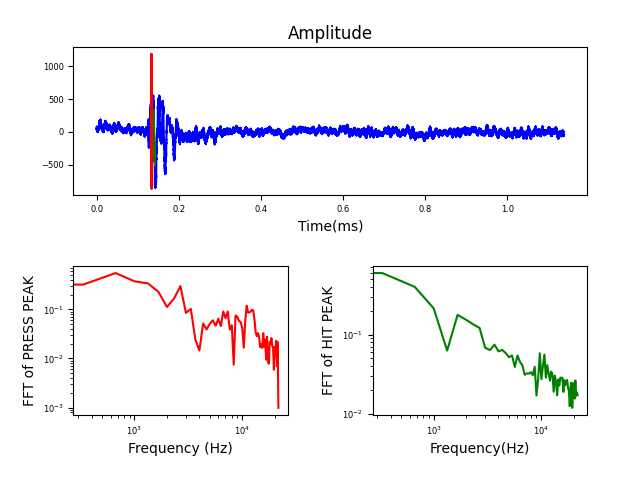 Amplitude
1000
500
0
−500
0.0 0.2 0.4 0.6 0.8 1.0
Time(ms)
FFT of PRESS PEAK
10⁻¹
10⁻²
10⁻³
10³ 10⁴
Frequency (Hz)
FFT of HIT PEAK
10⁻¹
10⁻²
10³ 10⁴
Frequency(Hz)